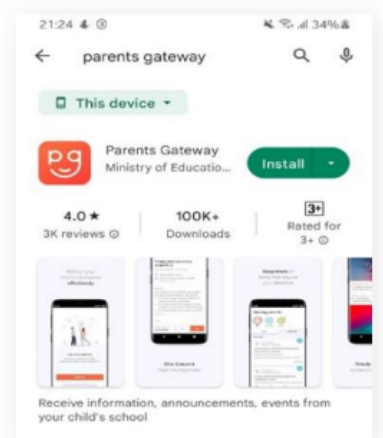 21:24
34%
parents gateway
This device
pg
Parents Gateway
Ministry of Educatio...
Install
4.0★
3K reviews
100K+
Downloads
3+
Rated for
3+
Receive information, announcements, events from
your child's school